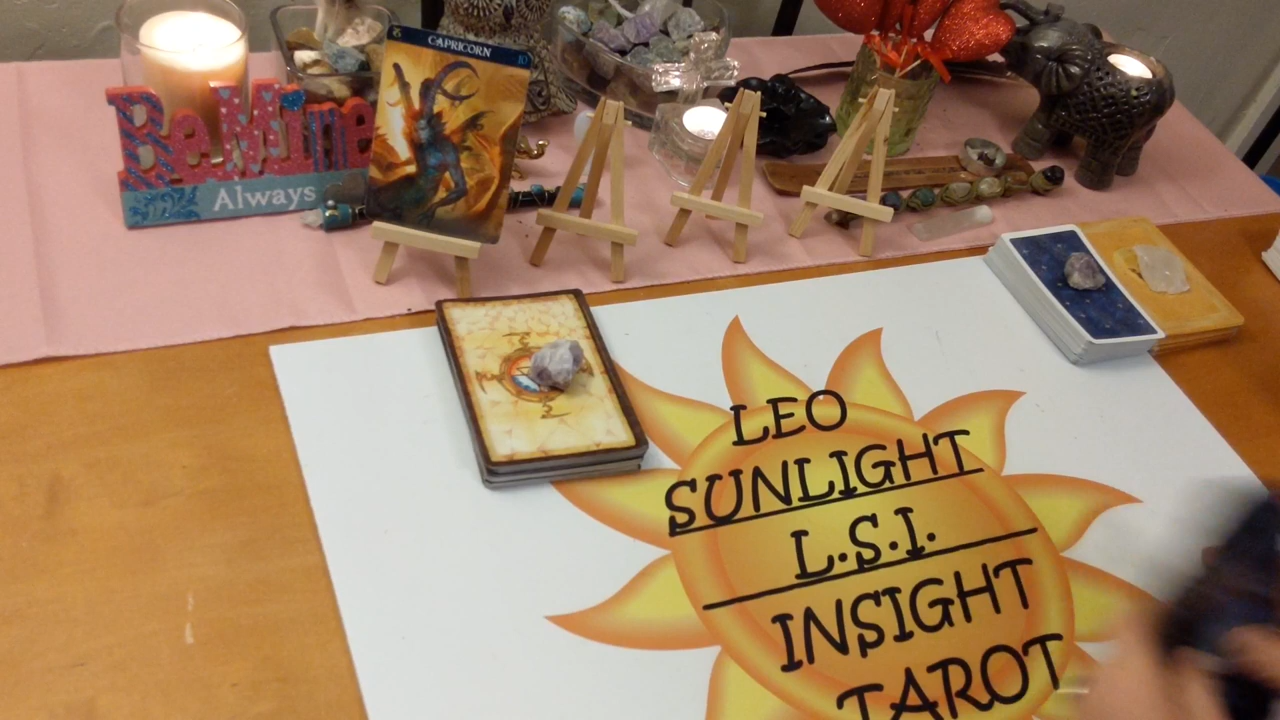 CAPRICORN
10
Be Mine
Always
LEO
SUNLIGHT
L.S.I.
INSIGHT
TAROT